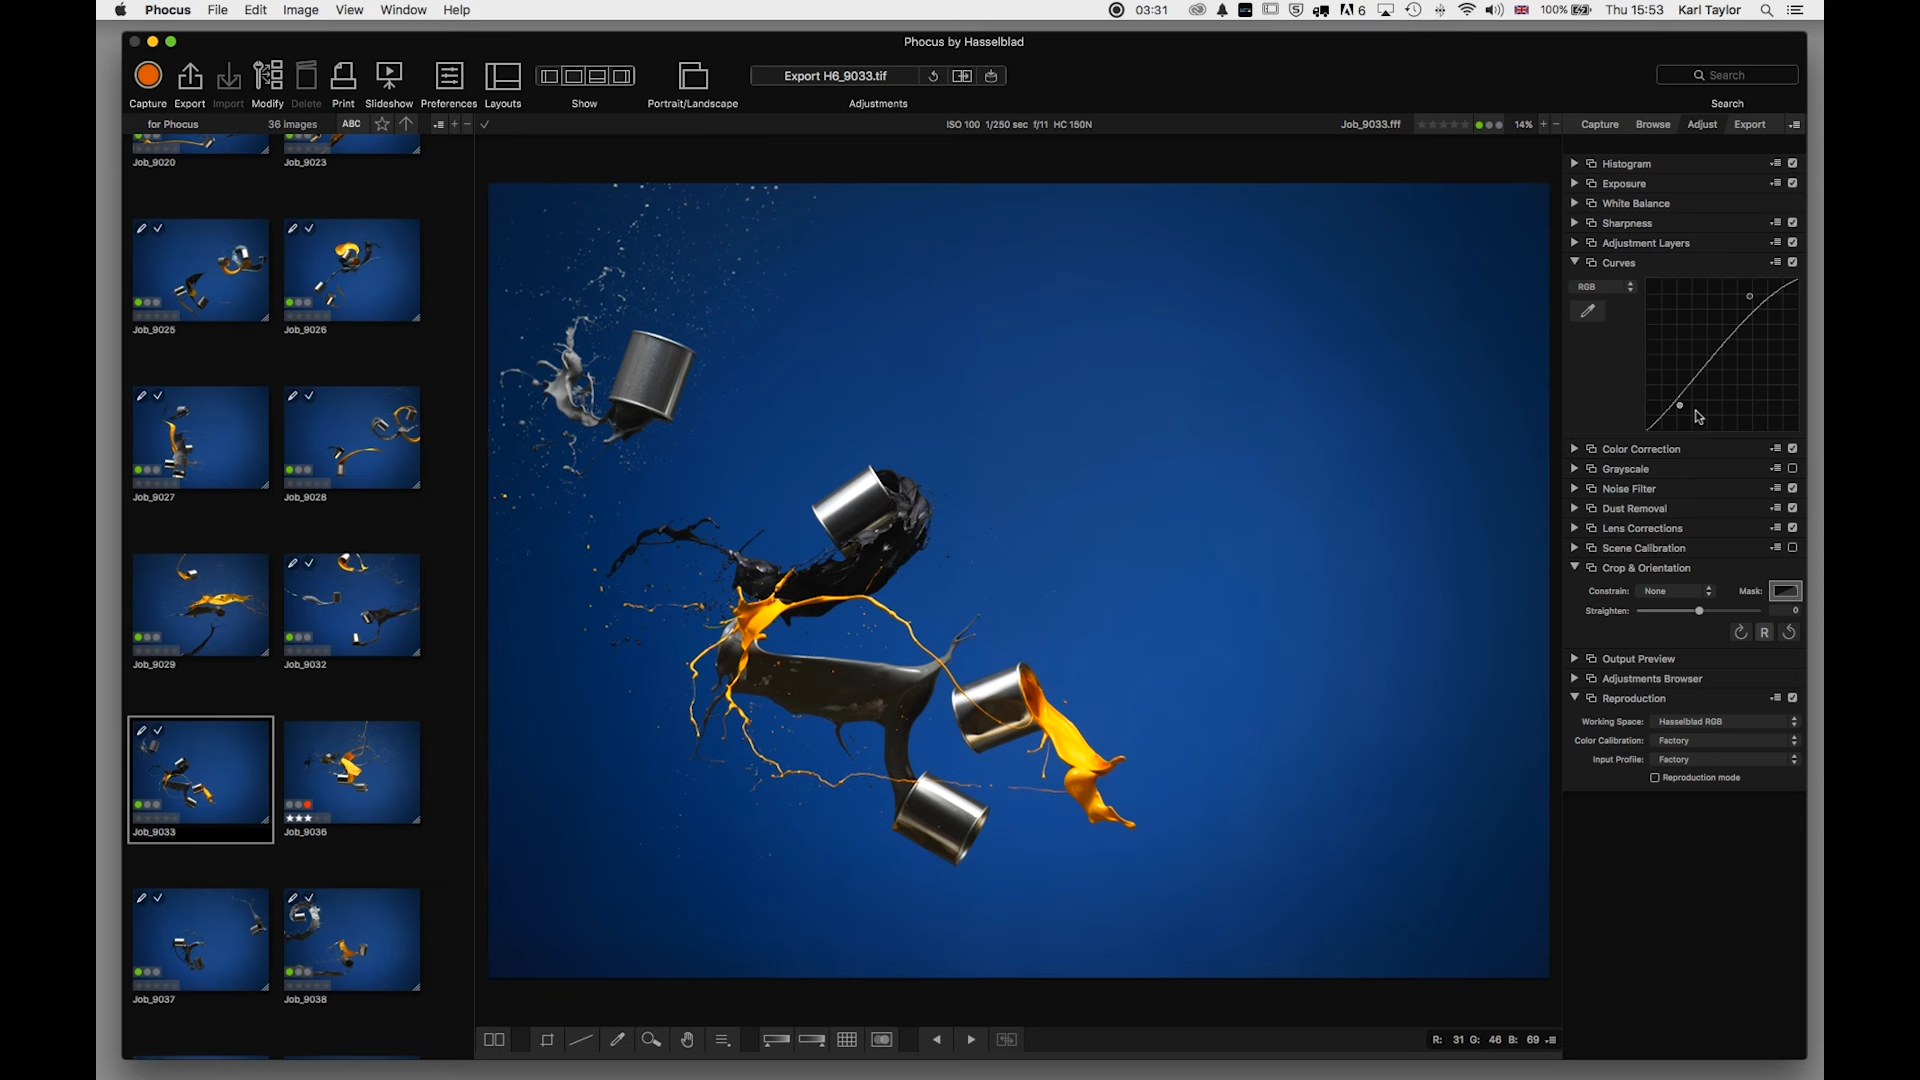 Phocus File Edit Image View Window Help
03:31 6 100% Thu 15:53 Karl Taylor
Phocus by Hasselblad
Export H6_9033.tif Search
Capture Export Import Modify Delete Print Slideshow Preferences Layouts Show Portrait/Landscape Adjustments Search
for Phocus 36 images ABC ISO 100 1/250 sec f/11 HC 150N Job_9033.fff 14% + − Capture Browse Adjust Export
Job_9020 Job_9023
Job_9025 Job_9026
Job_9027 Job_9028
Job_9029 Job_9032
Job_9033 Job_9036
Job_9037 Job_9038
Histogram
Exposure
White Balance
Sharpness
Adjustment Layers
Curves
RGB
Color Correction
Grayscale
Noise Filter
Dust Removal
Lens Corrections
Scene Calibration
Crop & Orientation
Constrain: None Mask:
Straighten: 0
R
Output Preview
Adjustments Browser
Reproduction
Working Space: Hasselblad RGB
Color Calibration: Factory
Input Profile: Factory
Reproduction mode
R: 31 G: 46 B: 69